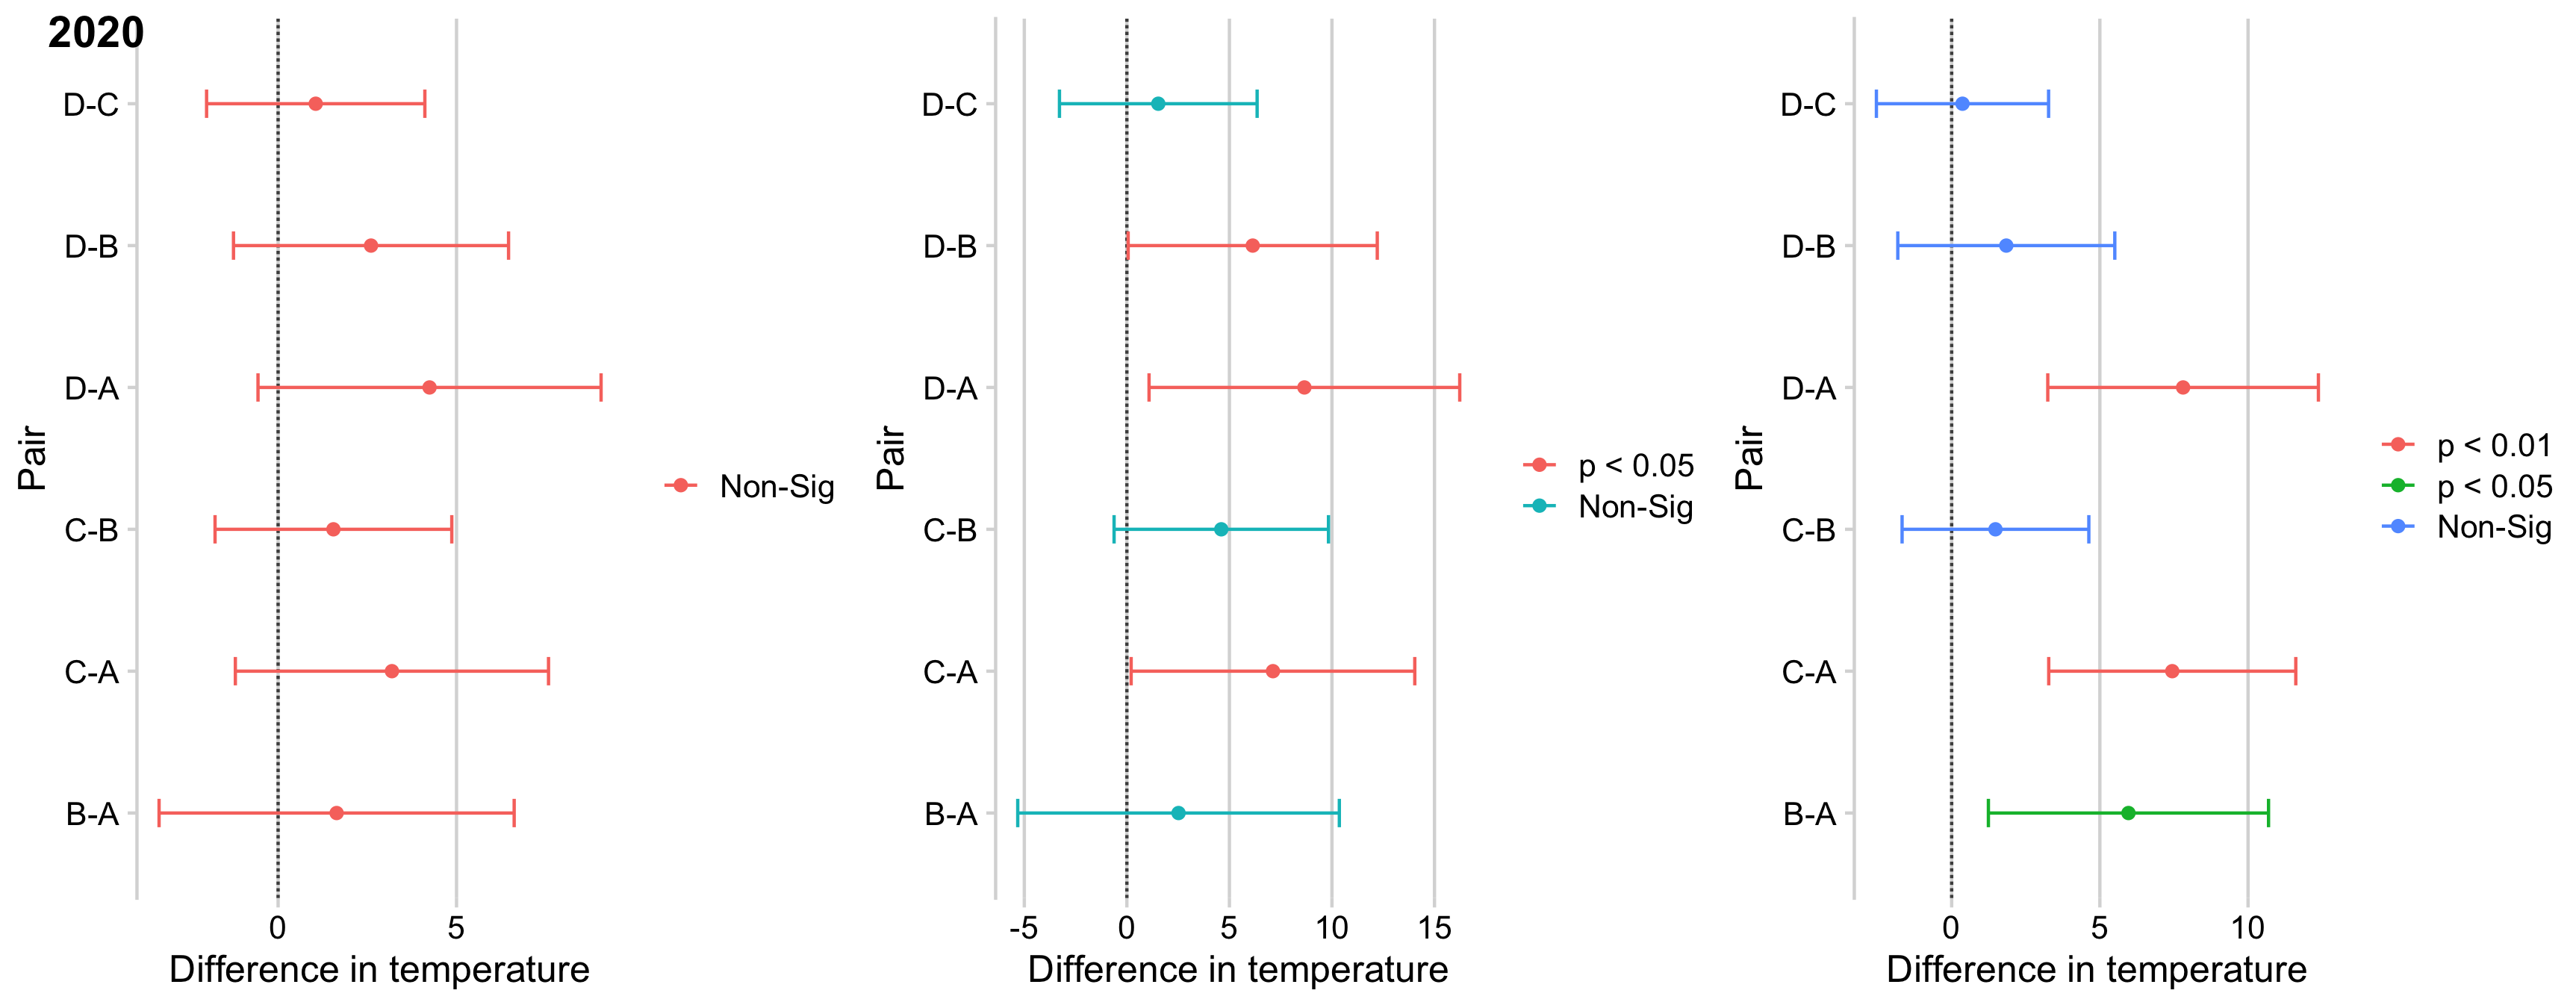 2020
D-C
D-B
D-A
C-B
C-A
B-A
Pair
0 5
Difference in temperature
Non-Sig
D-C
D-B
D-A
C-B
C-A
B-A
Pair
-5 0 5 10 15
Difference in temperature
p < 0.05
Non-Sig
D-C
D-B
D-A
C-B
C-A
B-A
Pair
0 5 10
Difference in temperature
p < 0.01
p < 0.05
Non-Sig